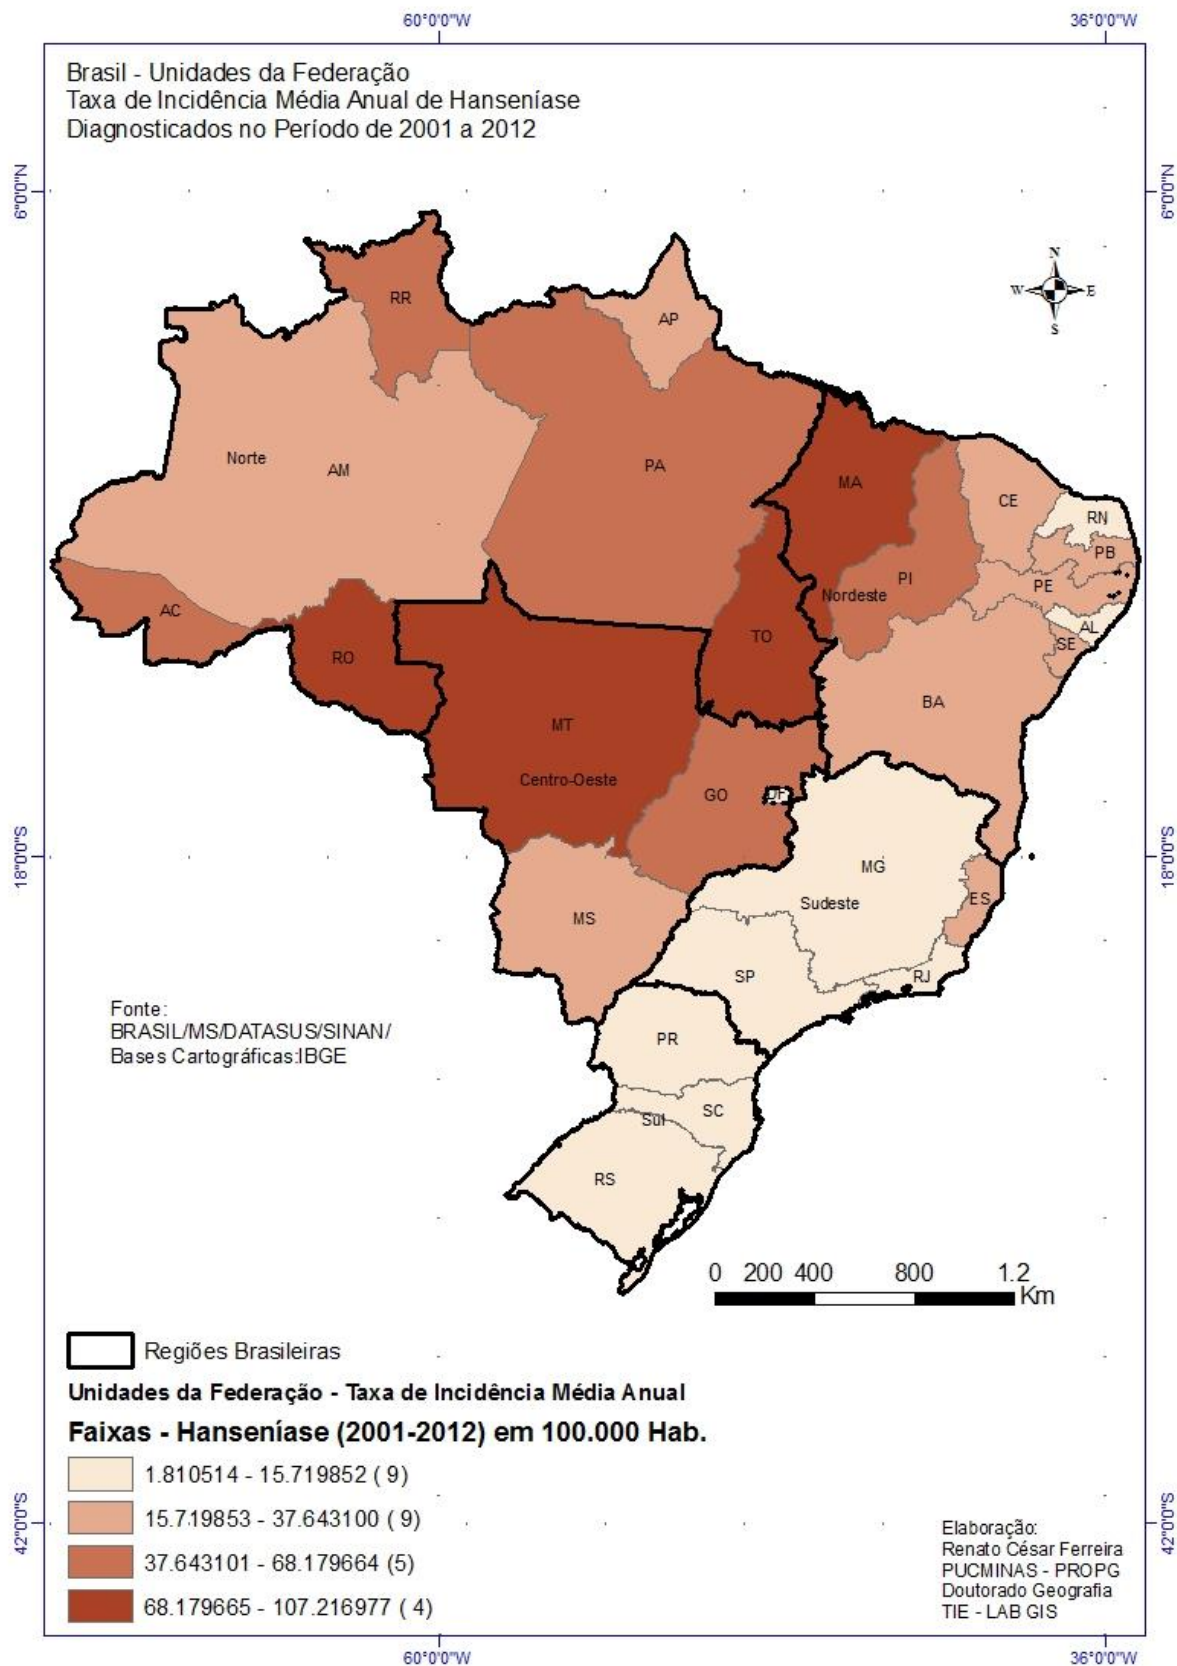 60°0'0"W 36°0'0"W
Brasil - Unidades da Federação
Taxa de Incidência Média Anual de Hanseníase
Diagnosticados no Período de 2001 a 2012
6°0'0"N 6°0'0"N
N
W E
S
RR
AP
Norte
AM
PA
MA
CE
RN
PB
PE
PI
Nordeste
AL
SE
AC
RO
TO
BA
MT
Centro-Oeste
GO
DF
18°0'0"S 18°0'0"S
MG
Sudeste
ES
MS
SP
RJ
Fonte:
BRASIL/MS/DATASUS/SINAN/
Bases Cartográficas:IBGE
PR
SC
Sul
RS
0 200 400 800 1.2
Km
Regiões Brasileiras
Unidades da Federação - Taxa de Incidência Média Anual
Faixas - Hanseníase (2001-2012) em 100.000 Hab.
1.810514 - 15.719852 ( 9)
15.719853 - 37.643100 ( 9)
37.643101 - 68.179664 (5)
68.179665 - 107.216977 ( 4)
42°0'0"S 42°0'0"S
Elaboração:
Renato César Ferreira
PUCMINAS - PROPG
Doutorado Geografia
TIE - LAB GIS
60°0'0"W 36°0'0"W